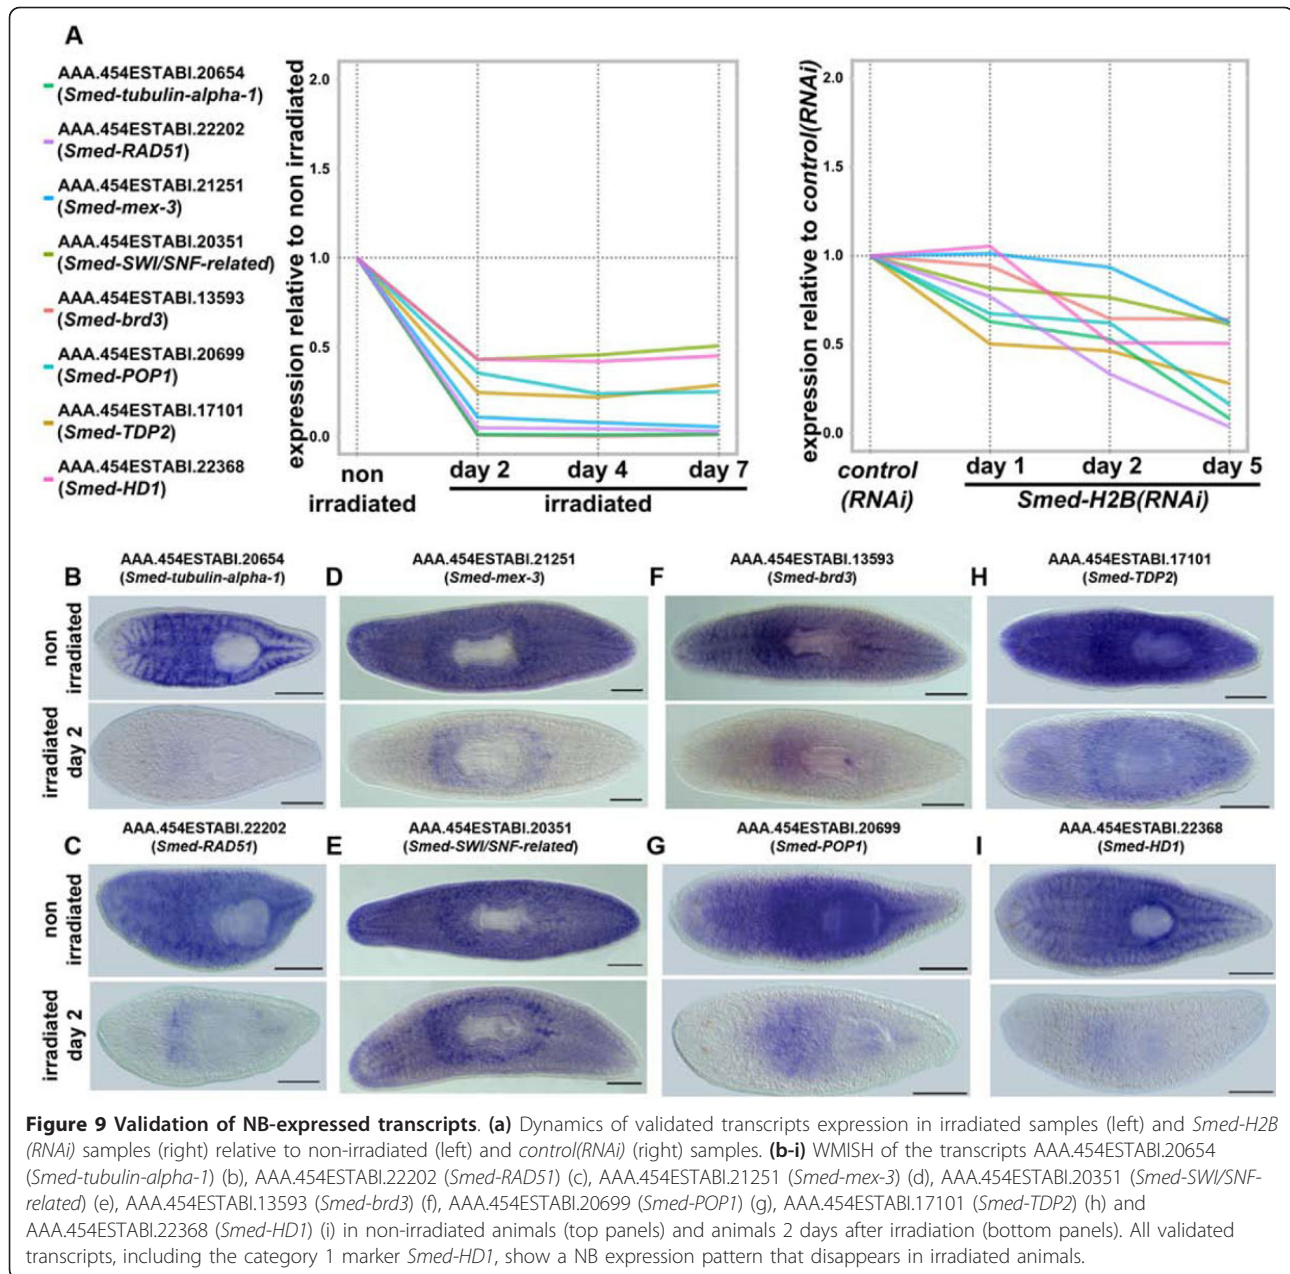 A
AAA.454ESTABI.20654
(Smed-tubulin-alpha-1)
AAA.454ESTABI.22202
(Smed-RAD51)
AAA.454ESTABI.21251
(Smed-mex-3)
AAA.454ESTABI.20351
(Smed-SWI/SNF-related)
AAA.454ESTABI.13593
(Smed-brd3)
AAA.454ESTABI.20699
(Smed-POP1)
AAA.454ESTABI.17101
(Smed-TDP2)
AAA.454ESTABI.22368
(Smed-HD1)
expression relative to non irradiated
2.0
1.5
1.0
0.5
0.0
non
irradiated
day 2 day 4 day 7
irradiated
expression relative to control(RNAi)
2.0
1.5
1.0
0.5
0.0
control
(RNAi)
day 1 day 2 day 5
Smed-H2B(RNAi)
B
AAA.454ESTABI.20654
(Smed-tubulin-alpha-1)
D
AAA.454ESTABI.21251
(Smed-mex-3)
F
AAA.454ESTABI.13593
(Smed-brd3)
H
AAA.454ESTABI.17101
(Smed-TDP2)
non
irradiated
irradiated
day 2
C
AAA.454ESTABI.22202
(Smed-RAD51)
E
AAA.454ESTABI.20351
(Smed-SWI/SNF-related)
G
AAA.454ESTABI.20699
(Smed-POP1)
I
AAA.454ESTABI.22368
(Smed-HD1)
non
irradiated
irradiated
day 2
Figure 9 Validation of NB-expressed transcripts. (a) Dynamics of validated transcripts expression in irradiated samples (left) and Smed-H2B
(RNAi) samples (right) relative to non-irradiated (left) and control(RNAi) (right) samples. (b-i) WMISH of the transcripts AAA.454ESTABI.20654
(Smed-tubulin-alpha-1) (b), AAA.454ESTABI.22202 (Smed-RAD51) (c), AAA.454ESTABI.21251 (Smed-mex-3) (d), AAA.454ESTABI.20351 (Smed-SWI/SNF-
related) (e), AAA.454ESTABI.13593 (Smed-brd3) (f), AAA.454ESTABI.20699 (Smed-POP1) (g), AAA.454ESTABI.17101 (Smed-TDP2) (h) and
AAA.454ESTABI.22368 (Smed-HD1) (i) in non-irradiated animals (top panels) and animals 2 days after irradiation (bottom panels). All validated
transcripts, including the category 1 marker Smed-HD1, show a NB expression pattern that disappears in irradiated animals.